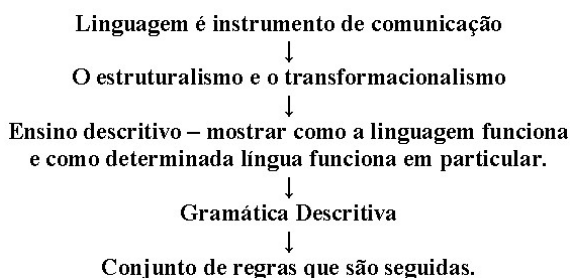 Linguagem é instrumento de comunicação
↓
O estruturalismo e o transformacionalismo
↓
Ensino descritivo – mostrar como a linguagem funciona
e como determinada língua funciona em particular.
↓
Gramática Descritiva
↓
Conjunto de regras que são seguidas.